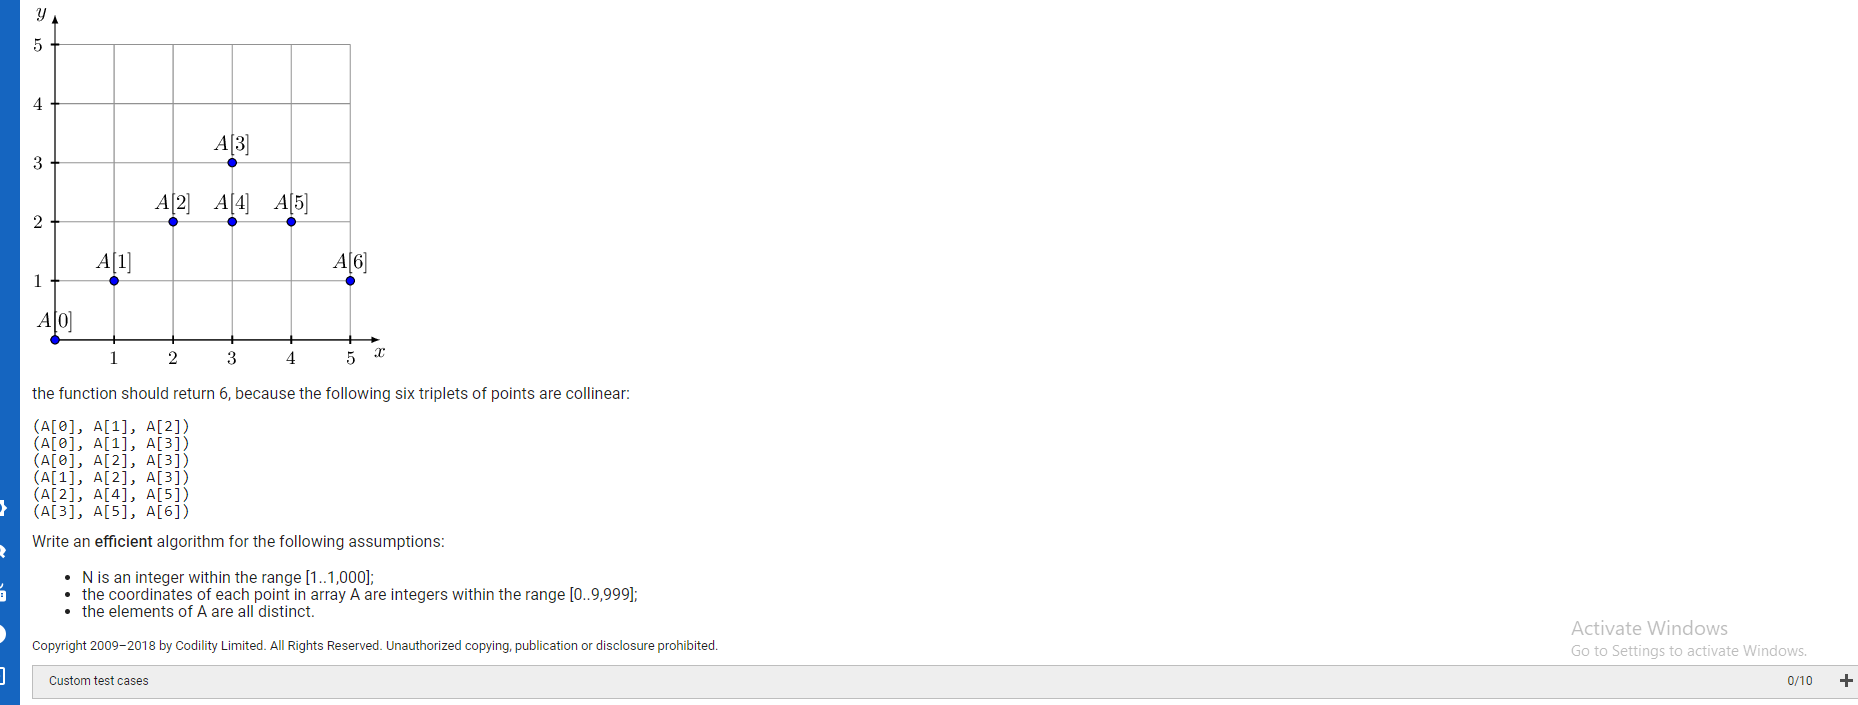 y
5
4
A[3]
3
A[2] A[4] A[5]
2
A[1] A[6]
1
A[0]
1 2 3 4 5 x
the function should return 6, because the following six triplets of points are collinear:
(A[0], A[1], A[2])
(A[0], A[1], A[3])
(A[0], A[2], A[3])
(A[1], A[2], A[3])
(A[2], A[4], A[5])
(A[3], A[5], A[6])
Write an efficient algorithm for the following assumptions:
• N is an integer within the range [1..1,000];
• the coordinates of each point in array A are integers within the range [0..9,999];
• the elements of A are all distinct.
Activate Windows
Copyright 2009–2018 by Codility Limited. All Rights Reserved. Unauthorized copying, publication or disclosure prohibited.
Go to Settings to activate Windows.
Custom test cases 0/10 +